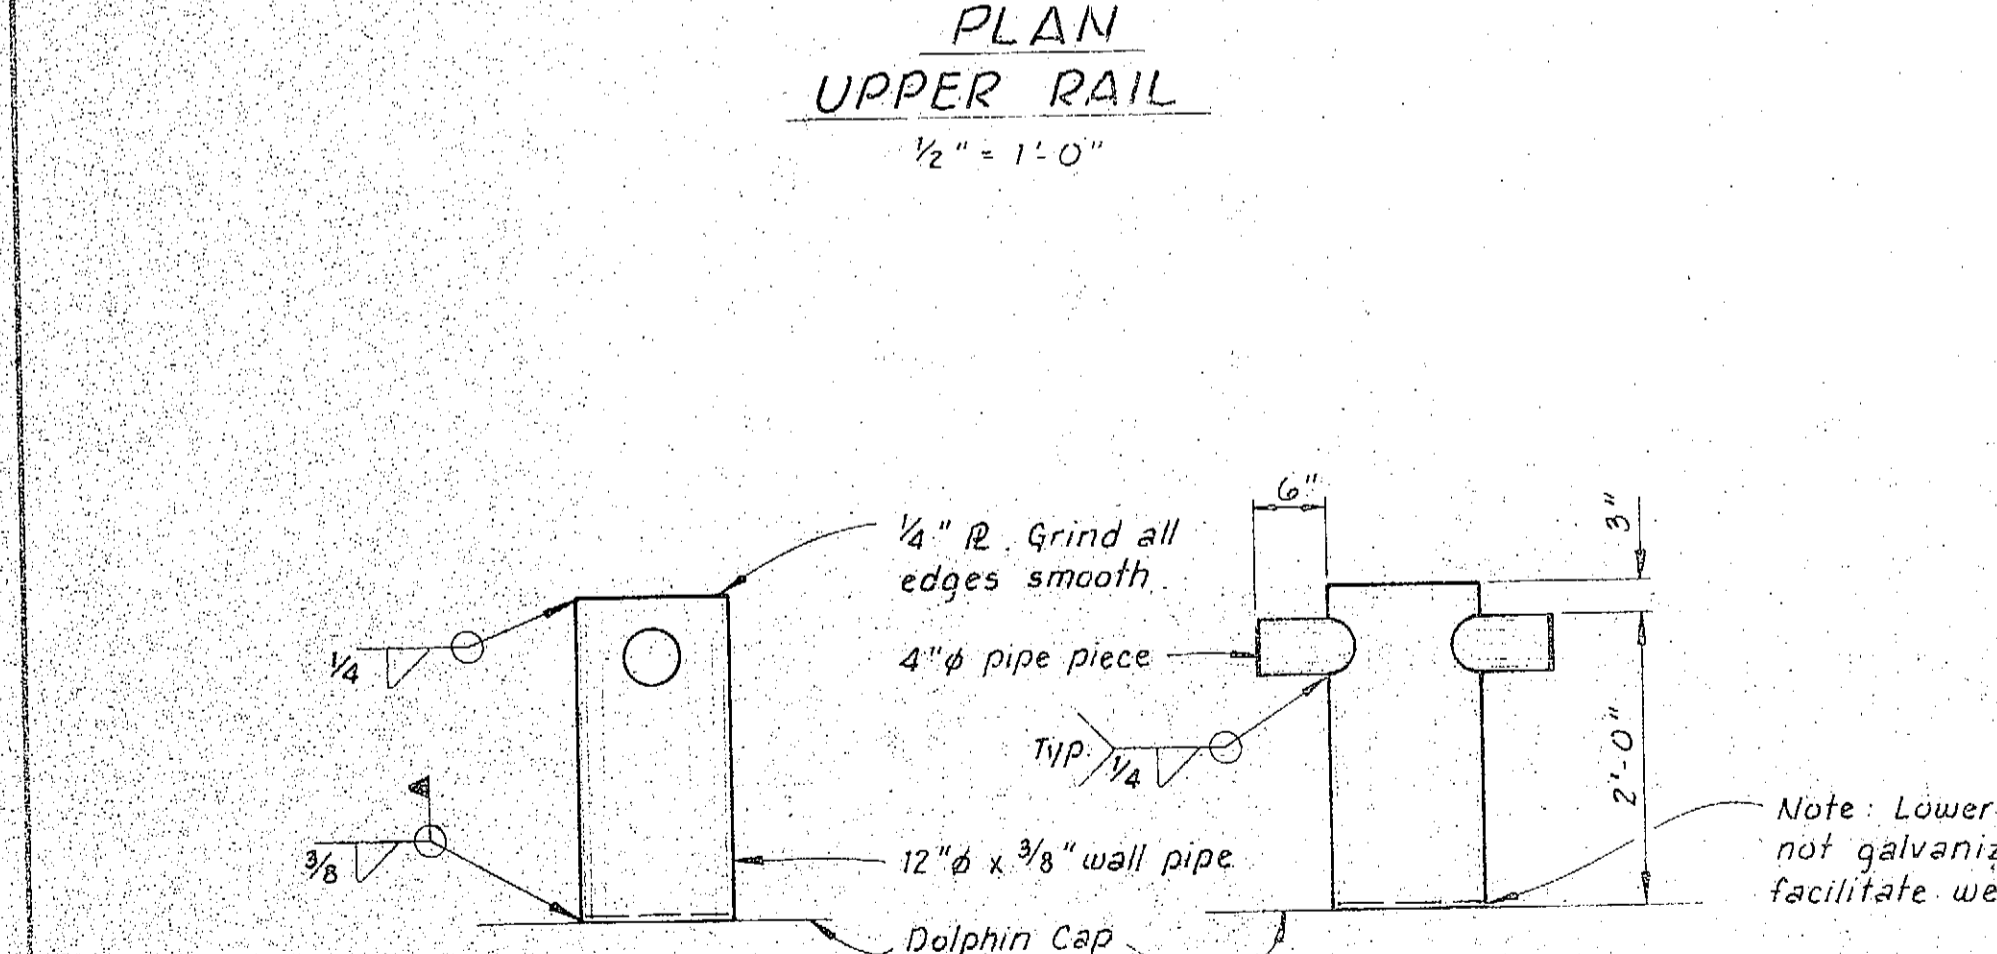 PLAN
UPPER RAIL
1/2" = 1'-0"
6"
3"
1/4" ℄. Grind all
edges smooth
1/4
4"ø pipe piece
Typ.
1/4
2'-0"
3/8
12"ø x 3/8" wall pipe
Note: Lower
not galvaniz
facilitate we
Dolphin Cap